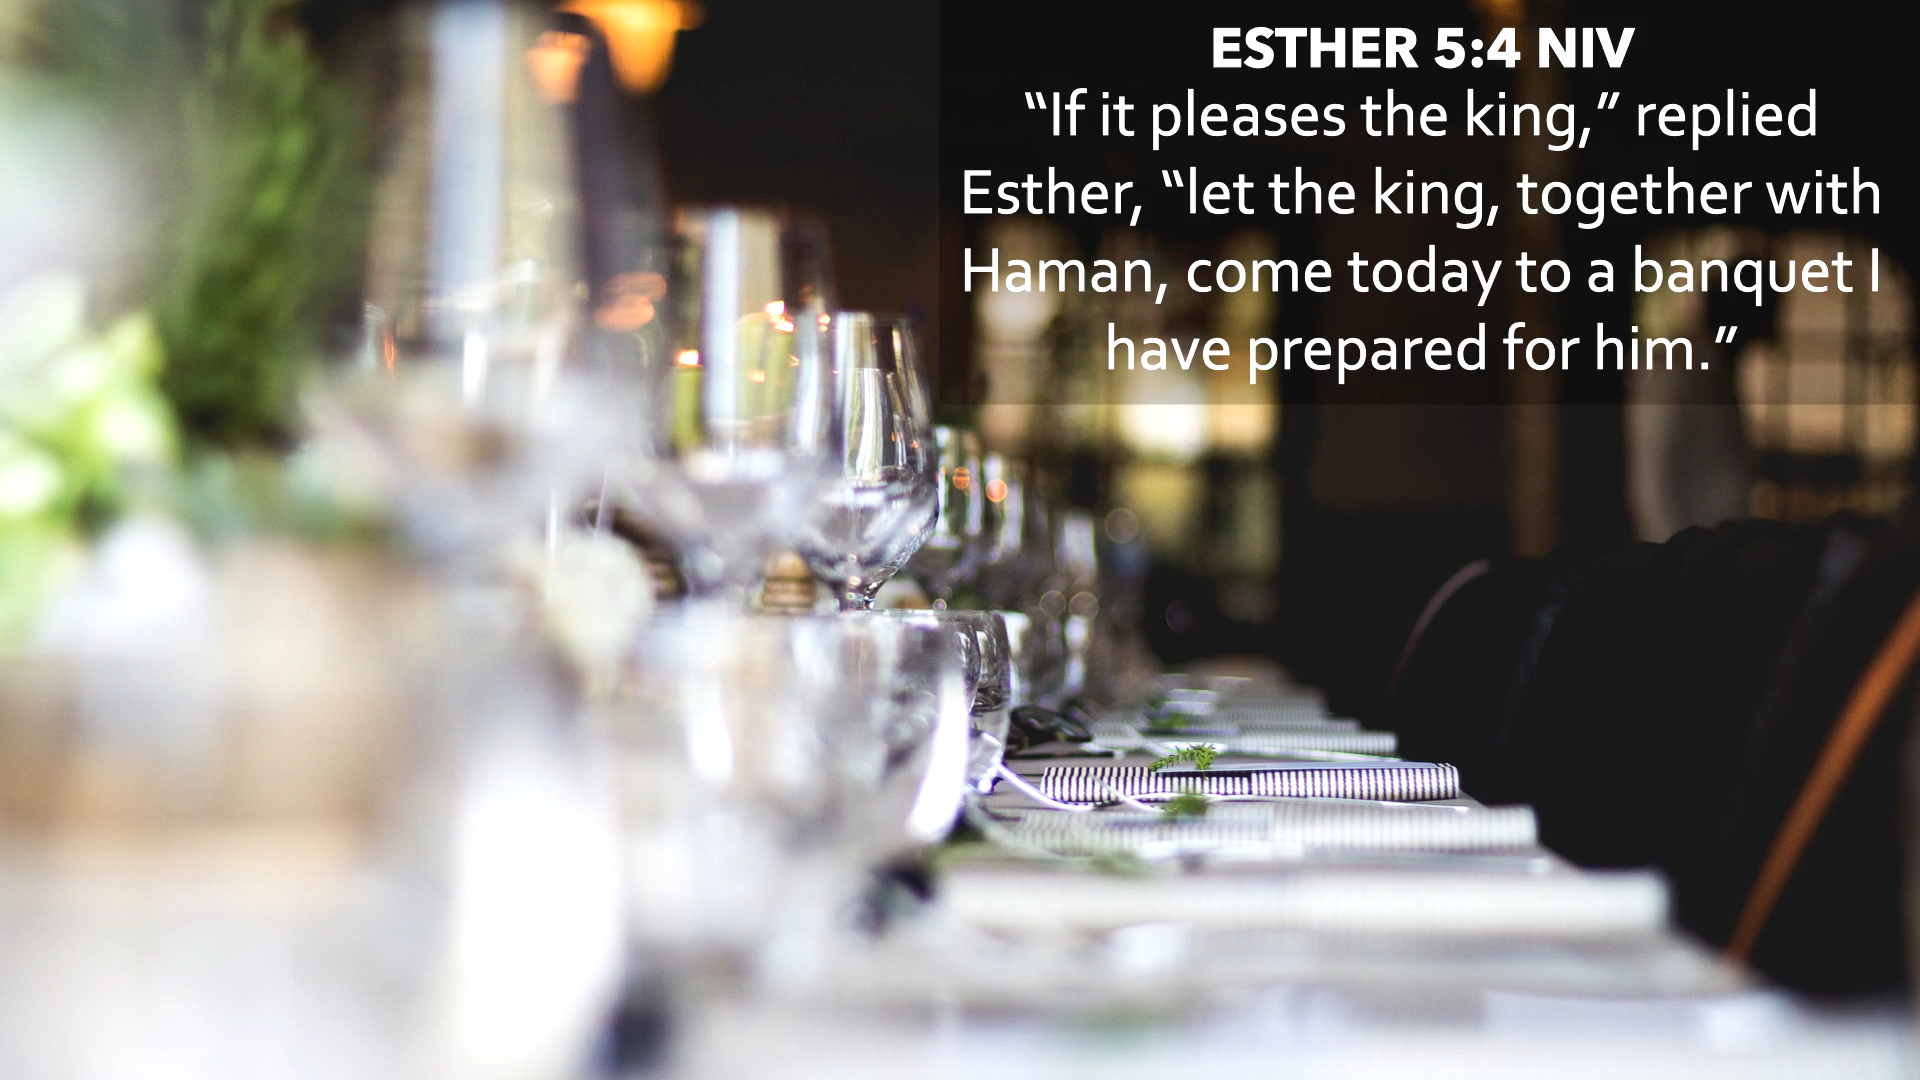 ESTHER 5:4 NIV
“If it pleases the king,” replied
Esther, “let the king, together with
Haman, come today to a banquet I
have prepared for him.”